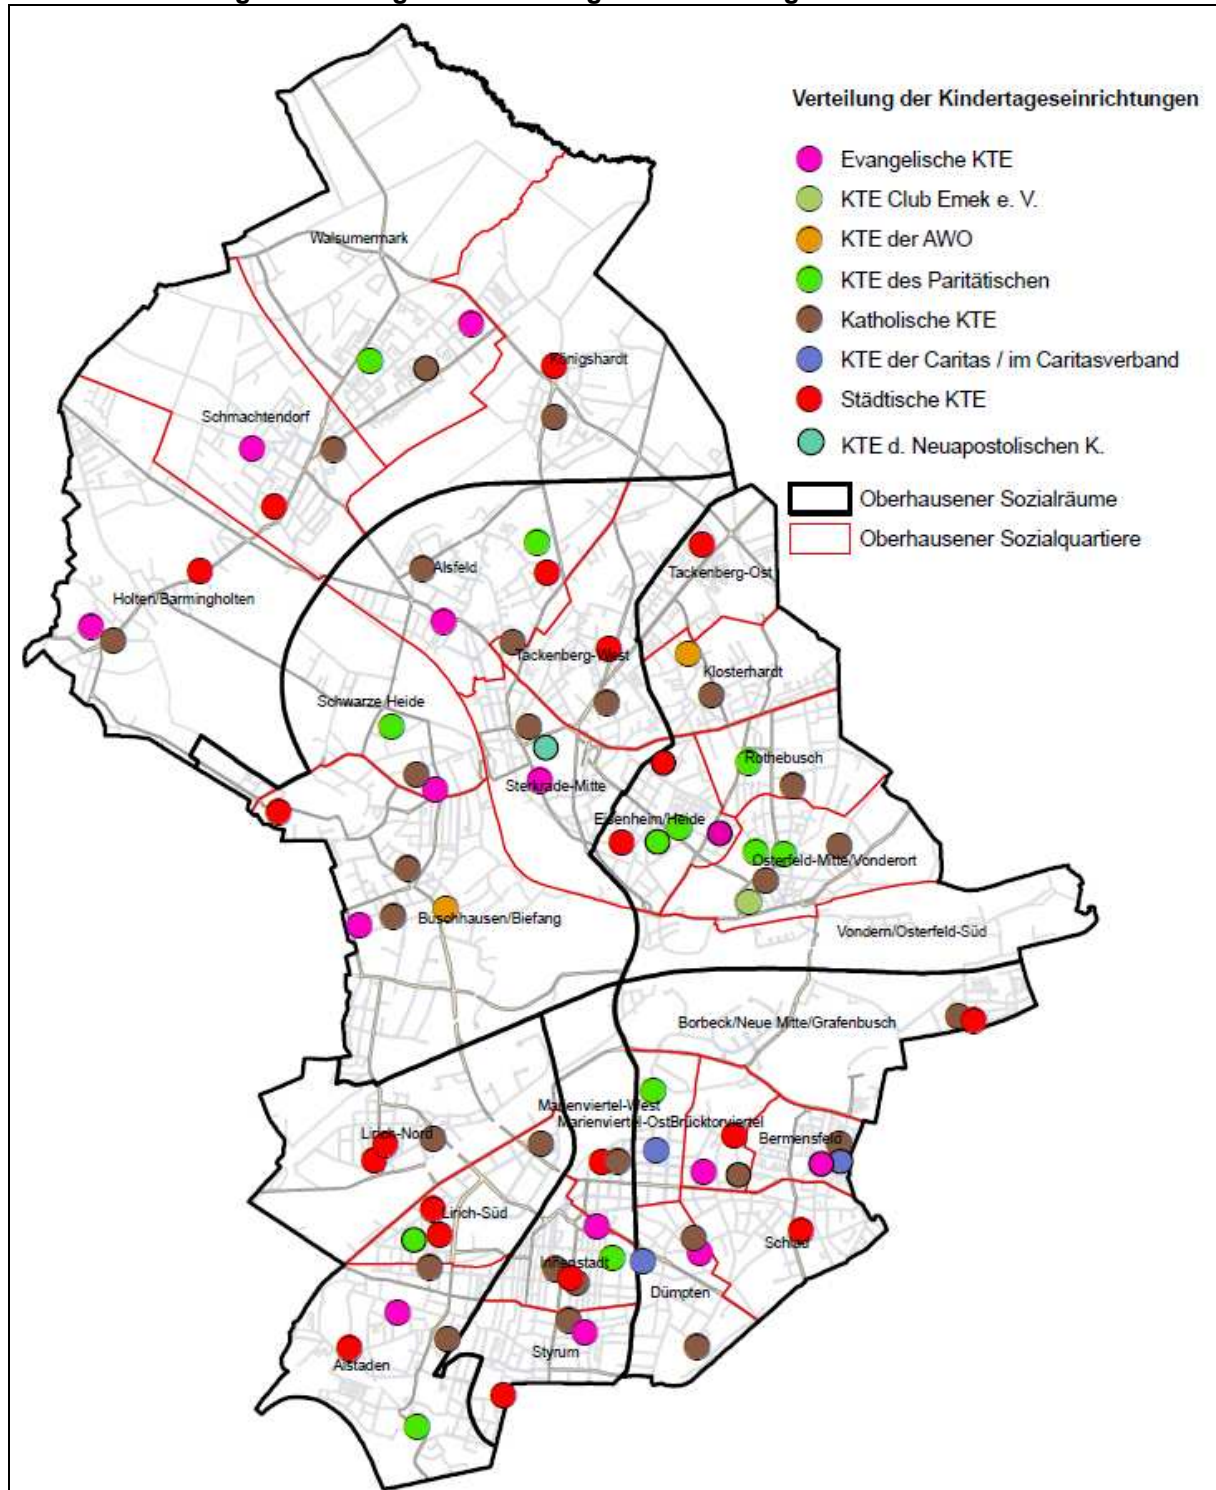 Verteilung der Kindertageseinrichtungen
Evangelische KTE
KTE Club Emek e. V.
KTE der AWO
KTE des Paritätischen
Katholische KTE
KTE der Caritas / im Caritasverband
Städtische KTE
KTE d. Neuapostolischen K.
Oberhausener Sozialräume
Oberhausener Sozialquartiere
Walsumermark
Königshardt
Schmachtendorf
Alsfeld
Tackenberg-Ost
Holten/Barmingholten
Tackenberg-West
Klosterhardt
Schwarze Heide
Rothebusch
Sterkrade-Mitte
Eisenheim/Heide
Osterfeld-Mitte/Vonderort
Buschhausen/Biefang
Vondern/Osterfeld-Süd
Borbeck/Neue Mitte/Grafenbusch
Marienviertel-West
Marienviertel-Ost
Brücktorviertel
Lirich-Nord
Bermensfeld
Lirich-Süd
Schlad
Innenstadt
Dümpten
Styrum
Alstaden